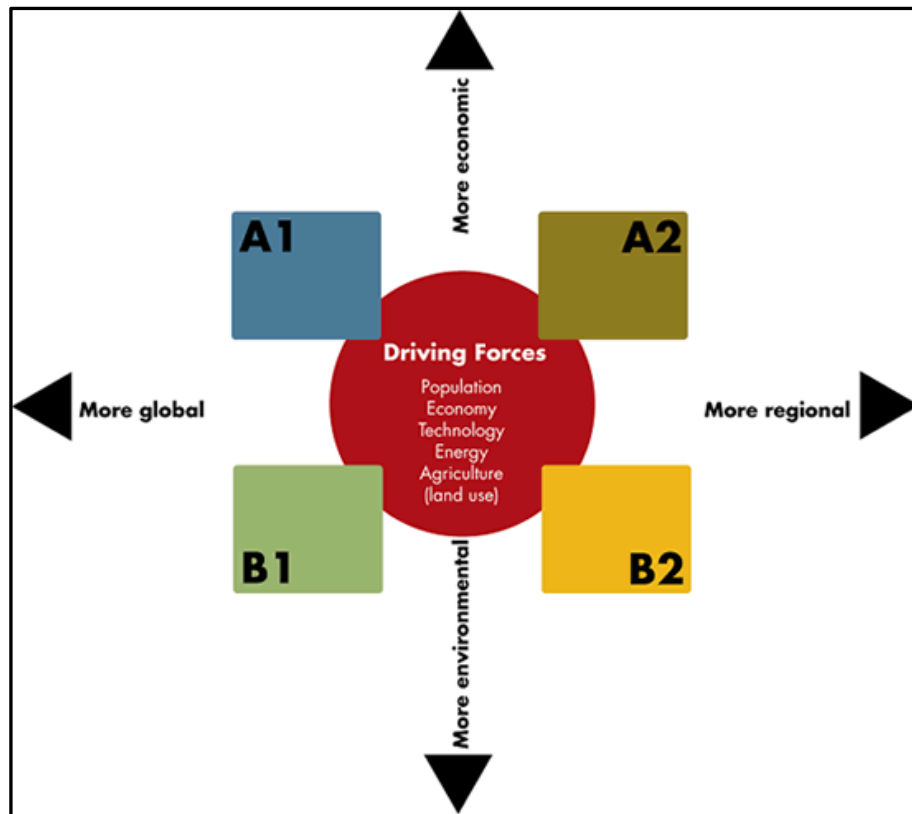 More economic
A1
A2
Driving Forces
Population
Economy
Technology
Energy
Agriculture
(land use)
More global
More regional
B1
B2
More environmental